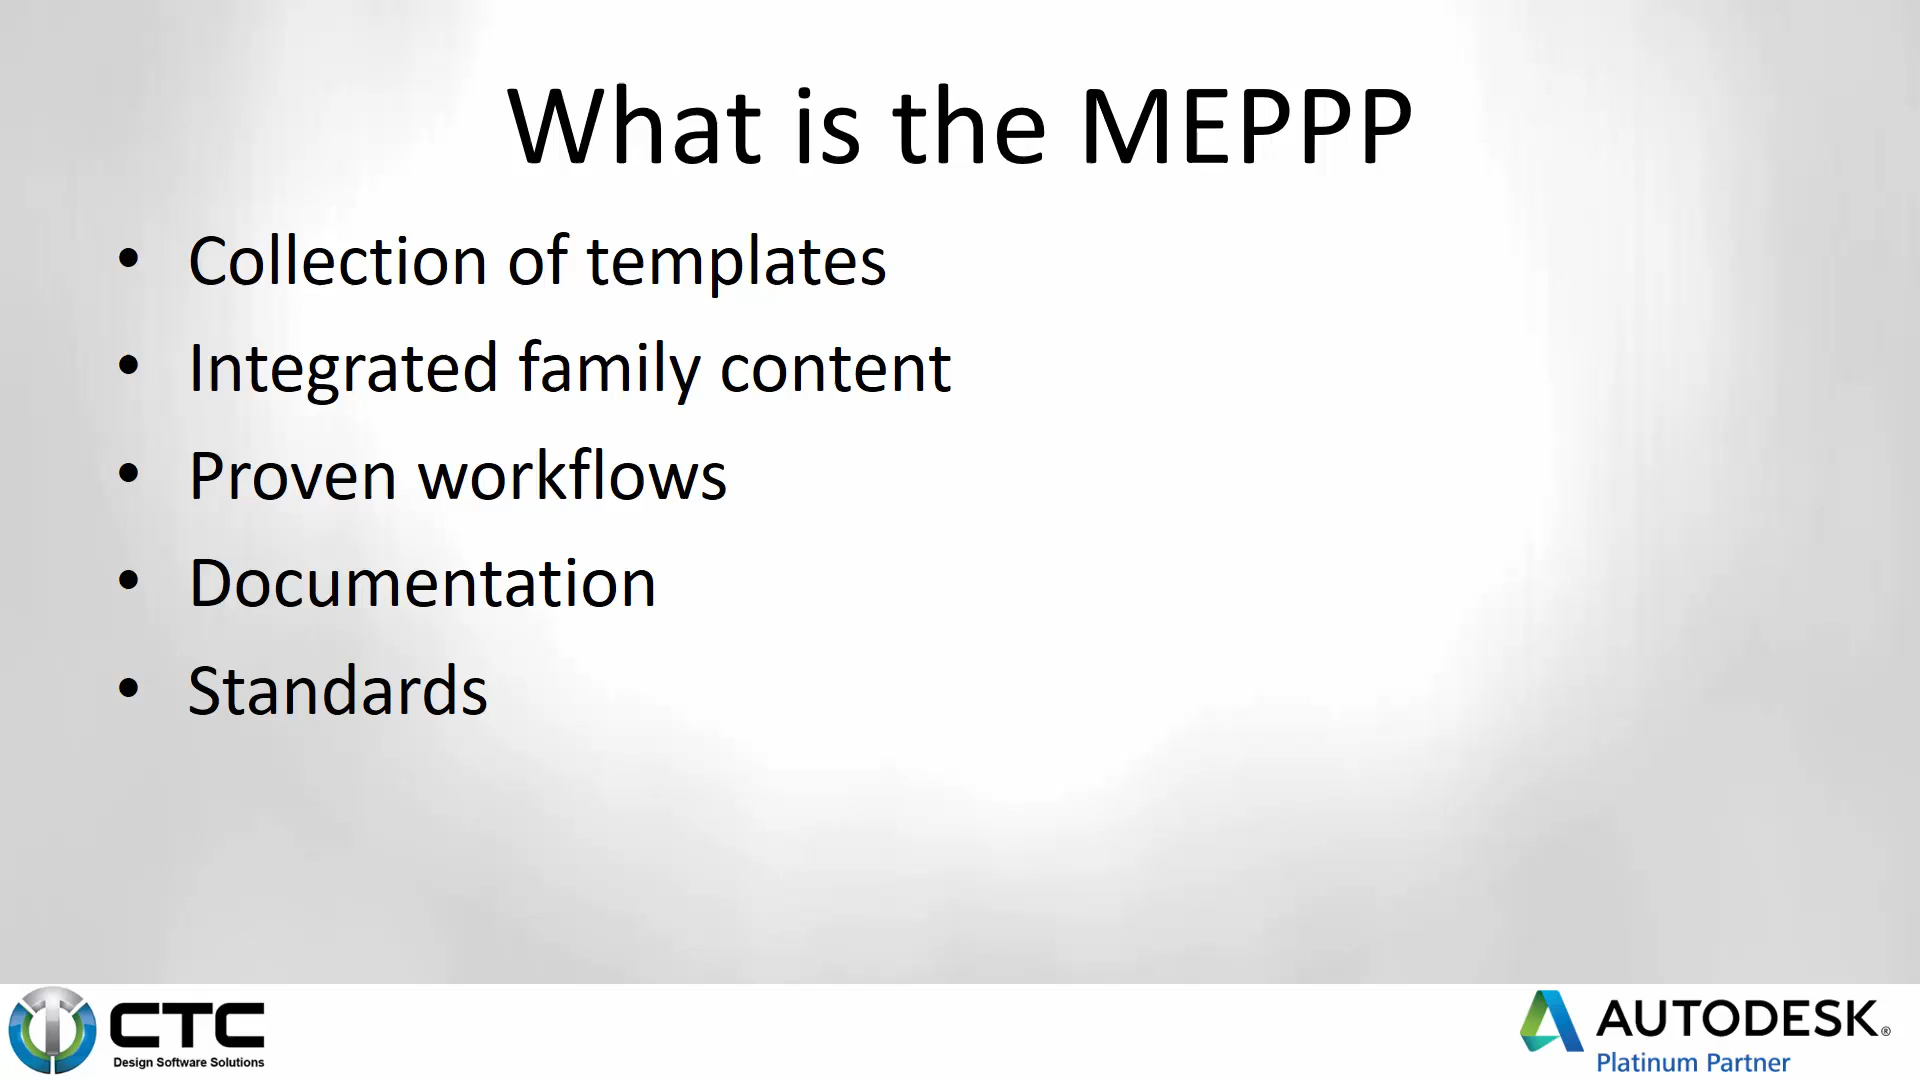 What is the MEPPP
• Collection of templates
• Integrated family content
• Proven workflows
• Documentation
• Standards
CTC
Design Software Solutions
AUTODESK®
Platinum Partner